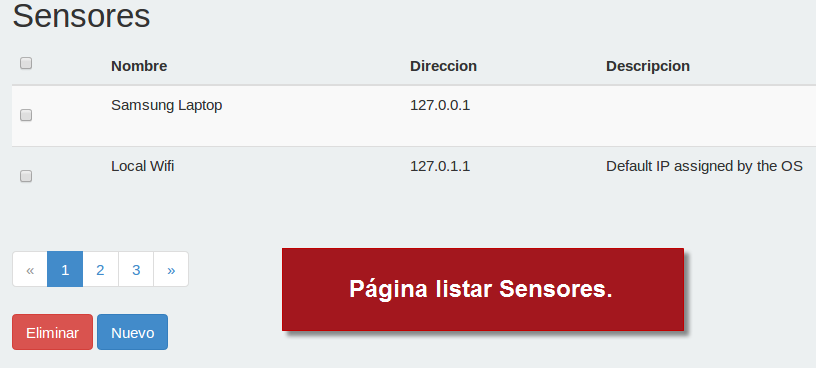 Sensores
Nombre Direccion Descripcion
Samsung Laptop 127.0.0.1
Local Wifi 127.0.1.1 Default IP assigned by the OS
« 1 2 3 »
Página listar Sensores.
Eliminar Nuevo